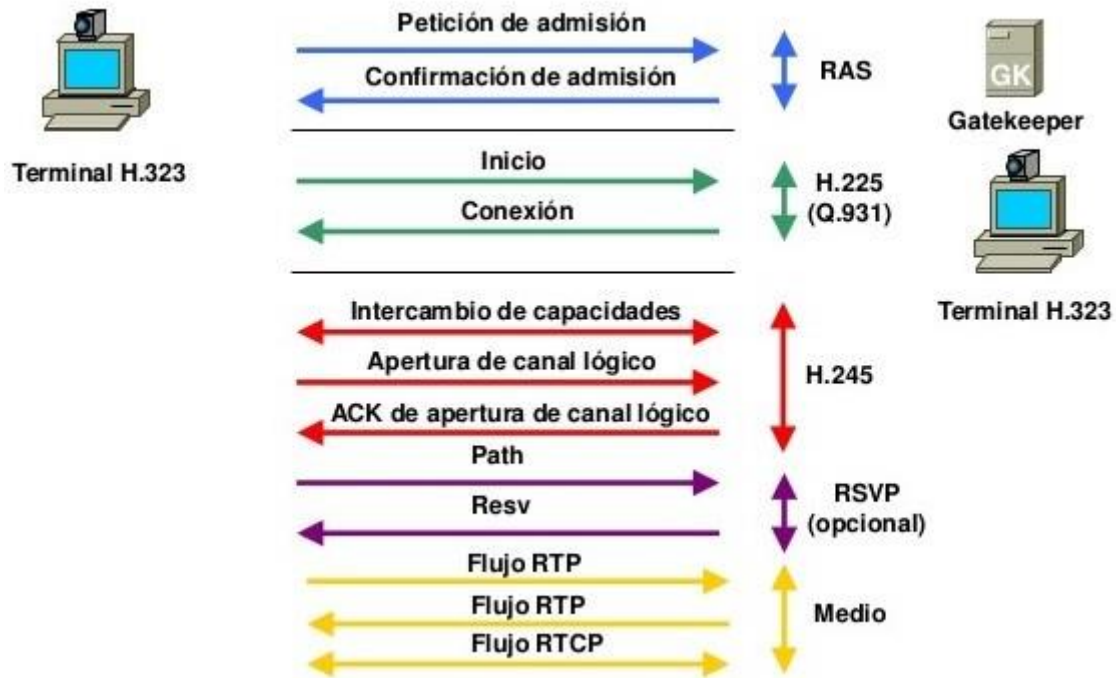 Petición de admisión
Confirmación de admisión
RAS
GK
Gatekeeper
Terminal H.323
Inicio
Conexión
H.225
(Q.931)
Terminal H.323
Intercambio de capacidades
Apertura de canal lógico
ACK de apertura de canal lógico
H.245
Path
Resv
RSVP
(opcional)
Flujo RTP
Flujo RTP
Flujo RTCP
Medio